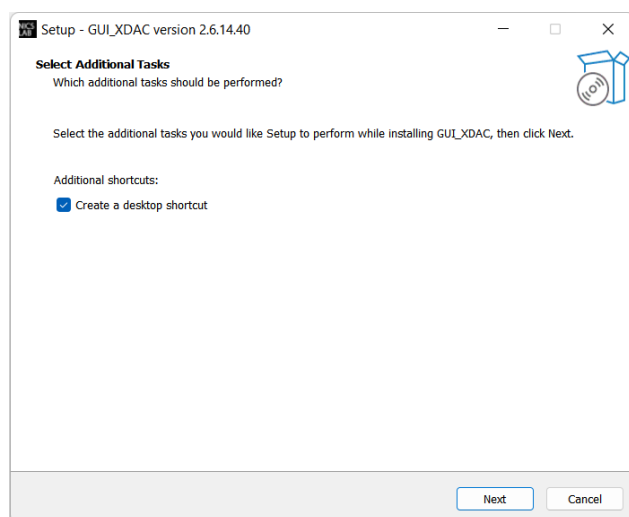 NICS
LAB
Setup - GUI_XDAC version 2.6.14.40
Select Additional Tasks
Which additional tasks should be performed?
Select the additional tasks you would like Setup to perform while installing GUI_XDAC, then click Next.
Additional shortcuts:
Create a desktop shortcut
Next
Cancel